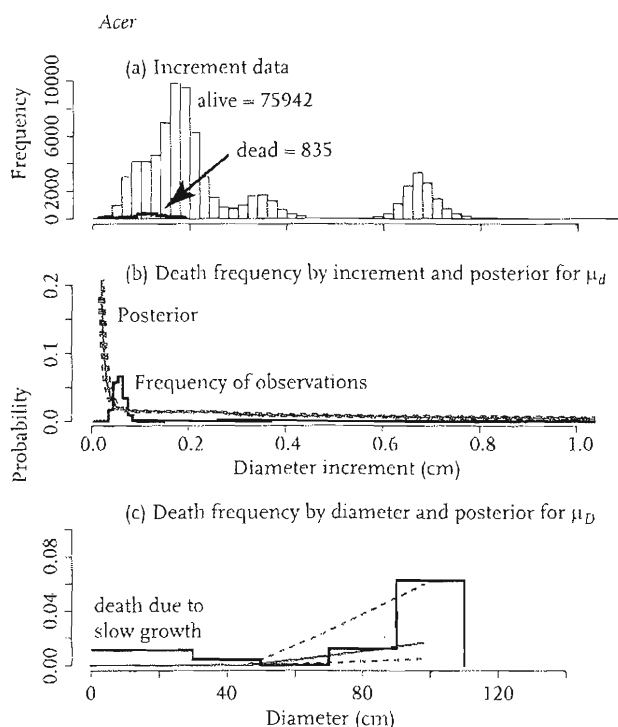 Acer
(a) Increment data
alive = 75942
dead = 835
Frequency
0 2000 6000 10000
(b) Death frequency by increment and posterior for μd
Posterior
Frequency of observations
Probability
0.0 0.1 0.2
0.0 0.2 0.4 0.6 0.8 1.0
Diameter increment (cm)
(c) Death frequency by diameter and posterior for μD
death due to
slow growth
0.00 0.04 0.08
0 40 80 120
Diameter (cm)